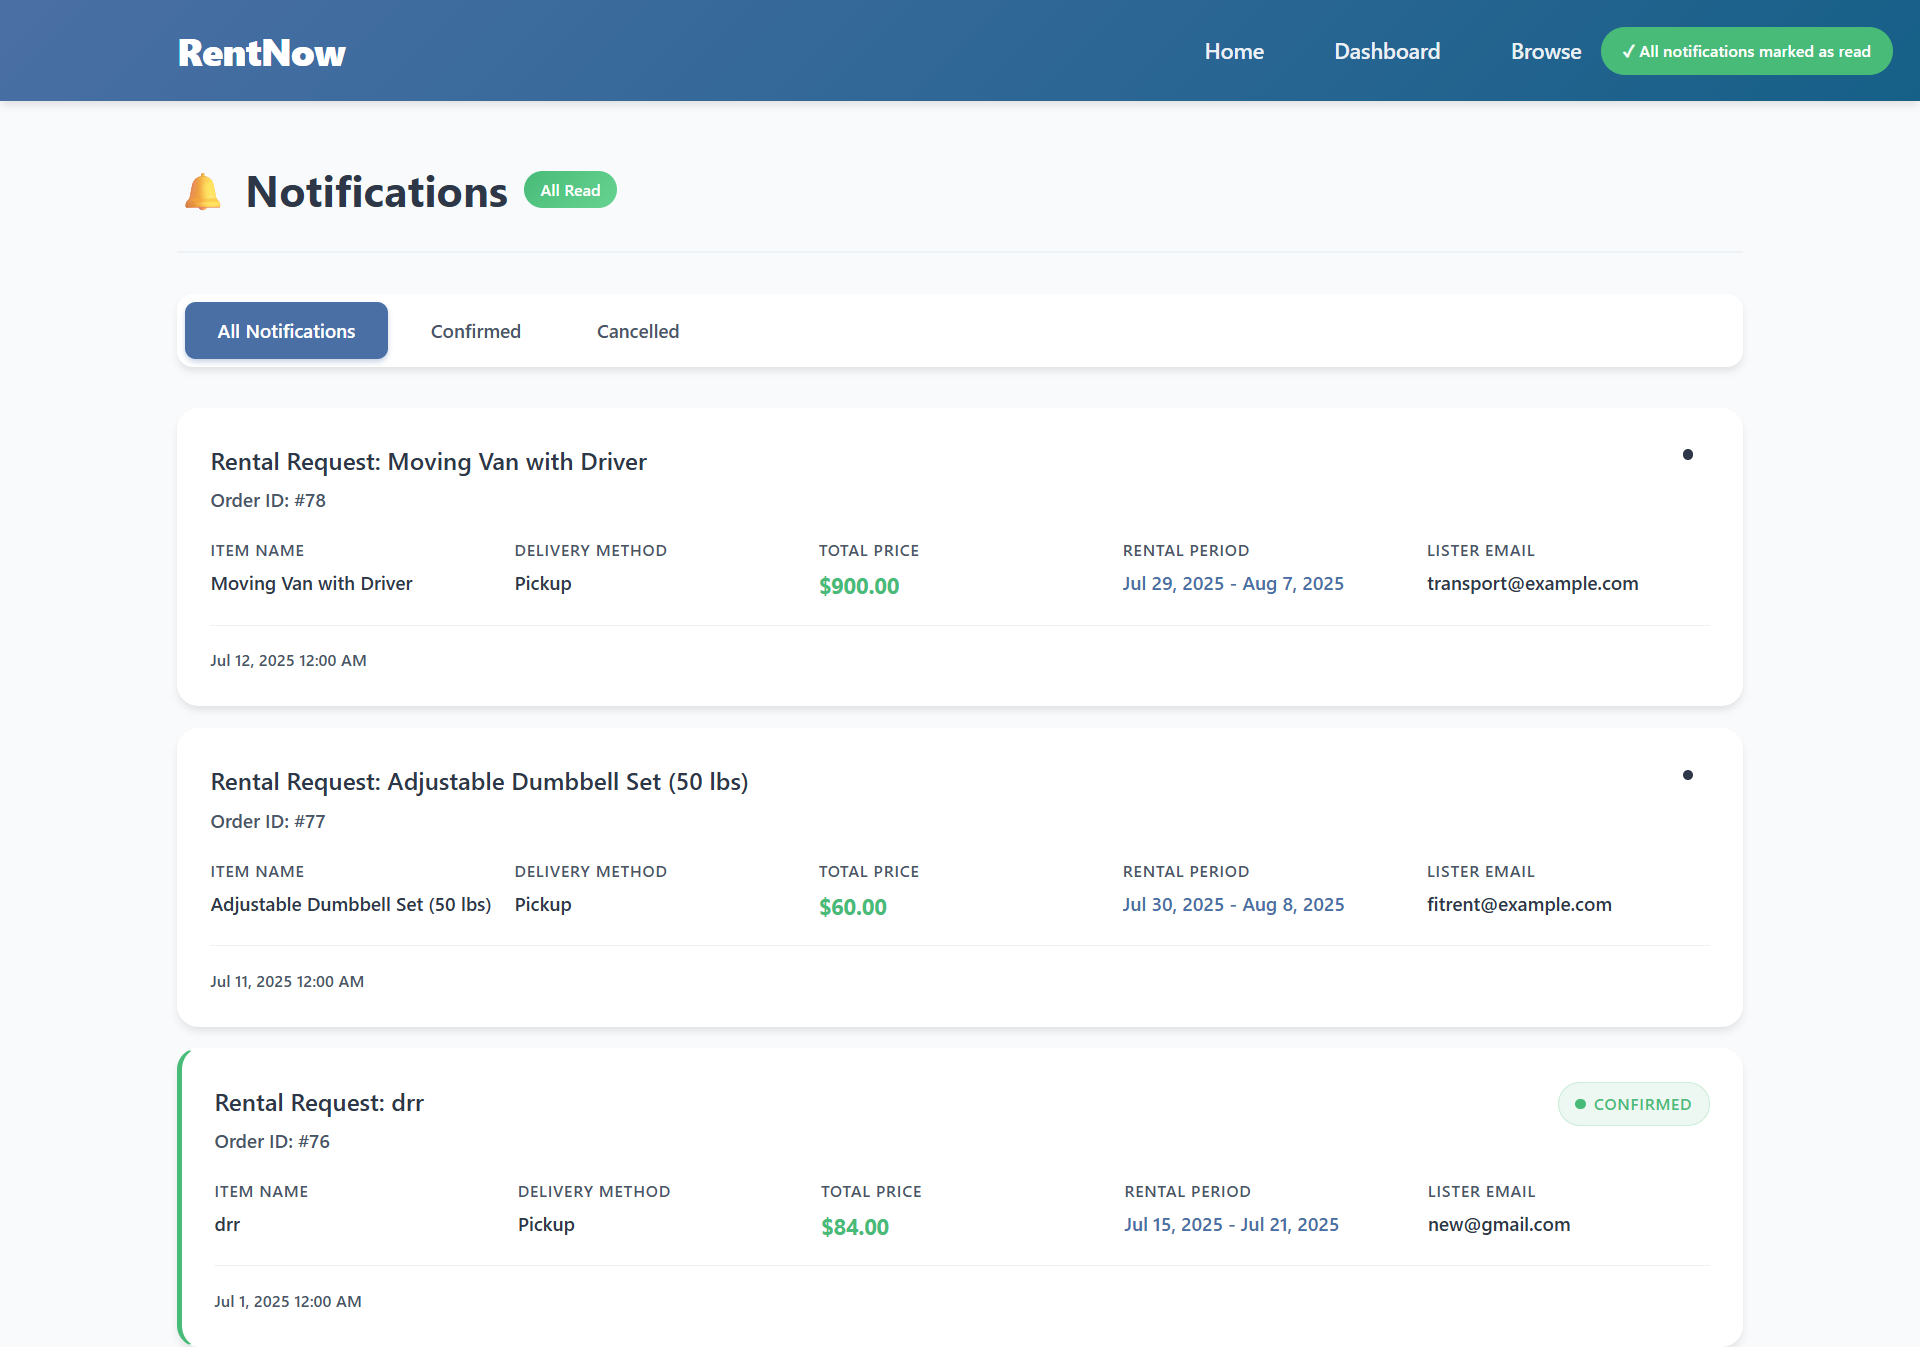 RentNow
Home
Dashboard
Browse
✓ All notifications marked as read
Notifications
All Read
All Notifications
Confirmed
Cancelled
Rental Request: Moving Van with Driver
Order ID: #78
ITEM NAME
Moving Van with Driver
DELIVERY METHOD
Pickup
TOTAL PRICE
$900.00
RENTAL PERIOD
Jul 29, 2025 - Aug 7, 2025
LISTER EMAIL
transport@example.com
Jul 12, 2025 12:00 AM
Rental Request: Adjustable Dumbbell Set (50 lbs)
Order ID: #77
ITEM NAME
Adjustable Dumbbell Set (50 lbs)
DELIVERY METHOD
Pickup
TOTAL PRICE
$60.00
RENTAL PERIOD
Jul 30, 2025 - Aug 8, 2025
LISTER EMAIL
fitrent@example.com
Jul 11, 2025 12:00 AM
Rental Request: drr
CONFIRMED
Order ID: #76
ITEM NAME
drr
DELIVERY METHOD
Pickup
TOTAL PRICE
$84.00
RENTAL PERIOD
Jul 15, 2025 - Jul 21, 2025
LISTER EMAIL
new@gmail.com
Jul 1, 2025 12:00 AM